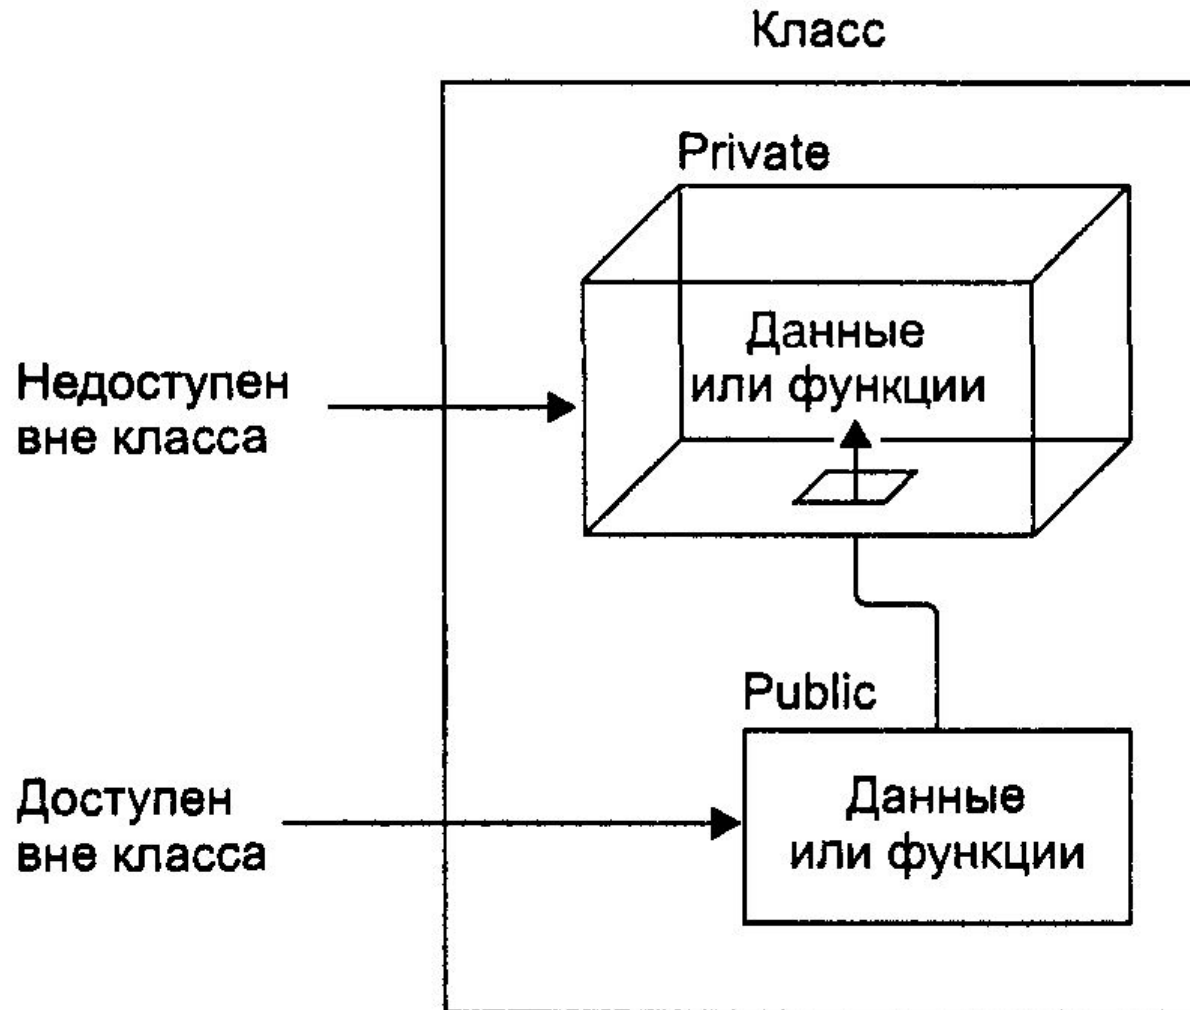 Класс
Private
Данные
или функции
Недоступен
вне класса
Public
Доступен
вне класса
Данные
или функции